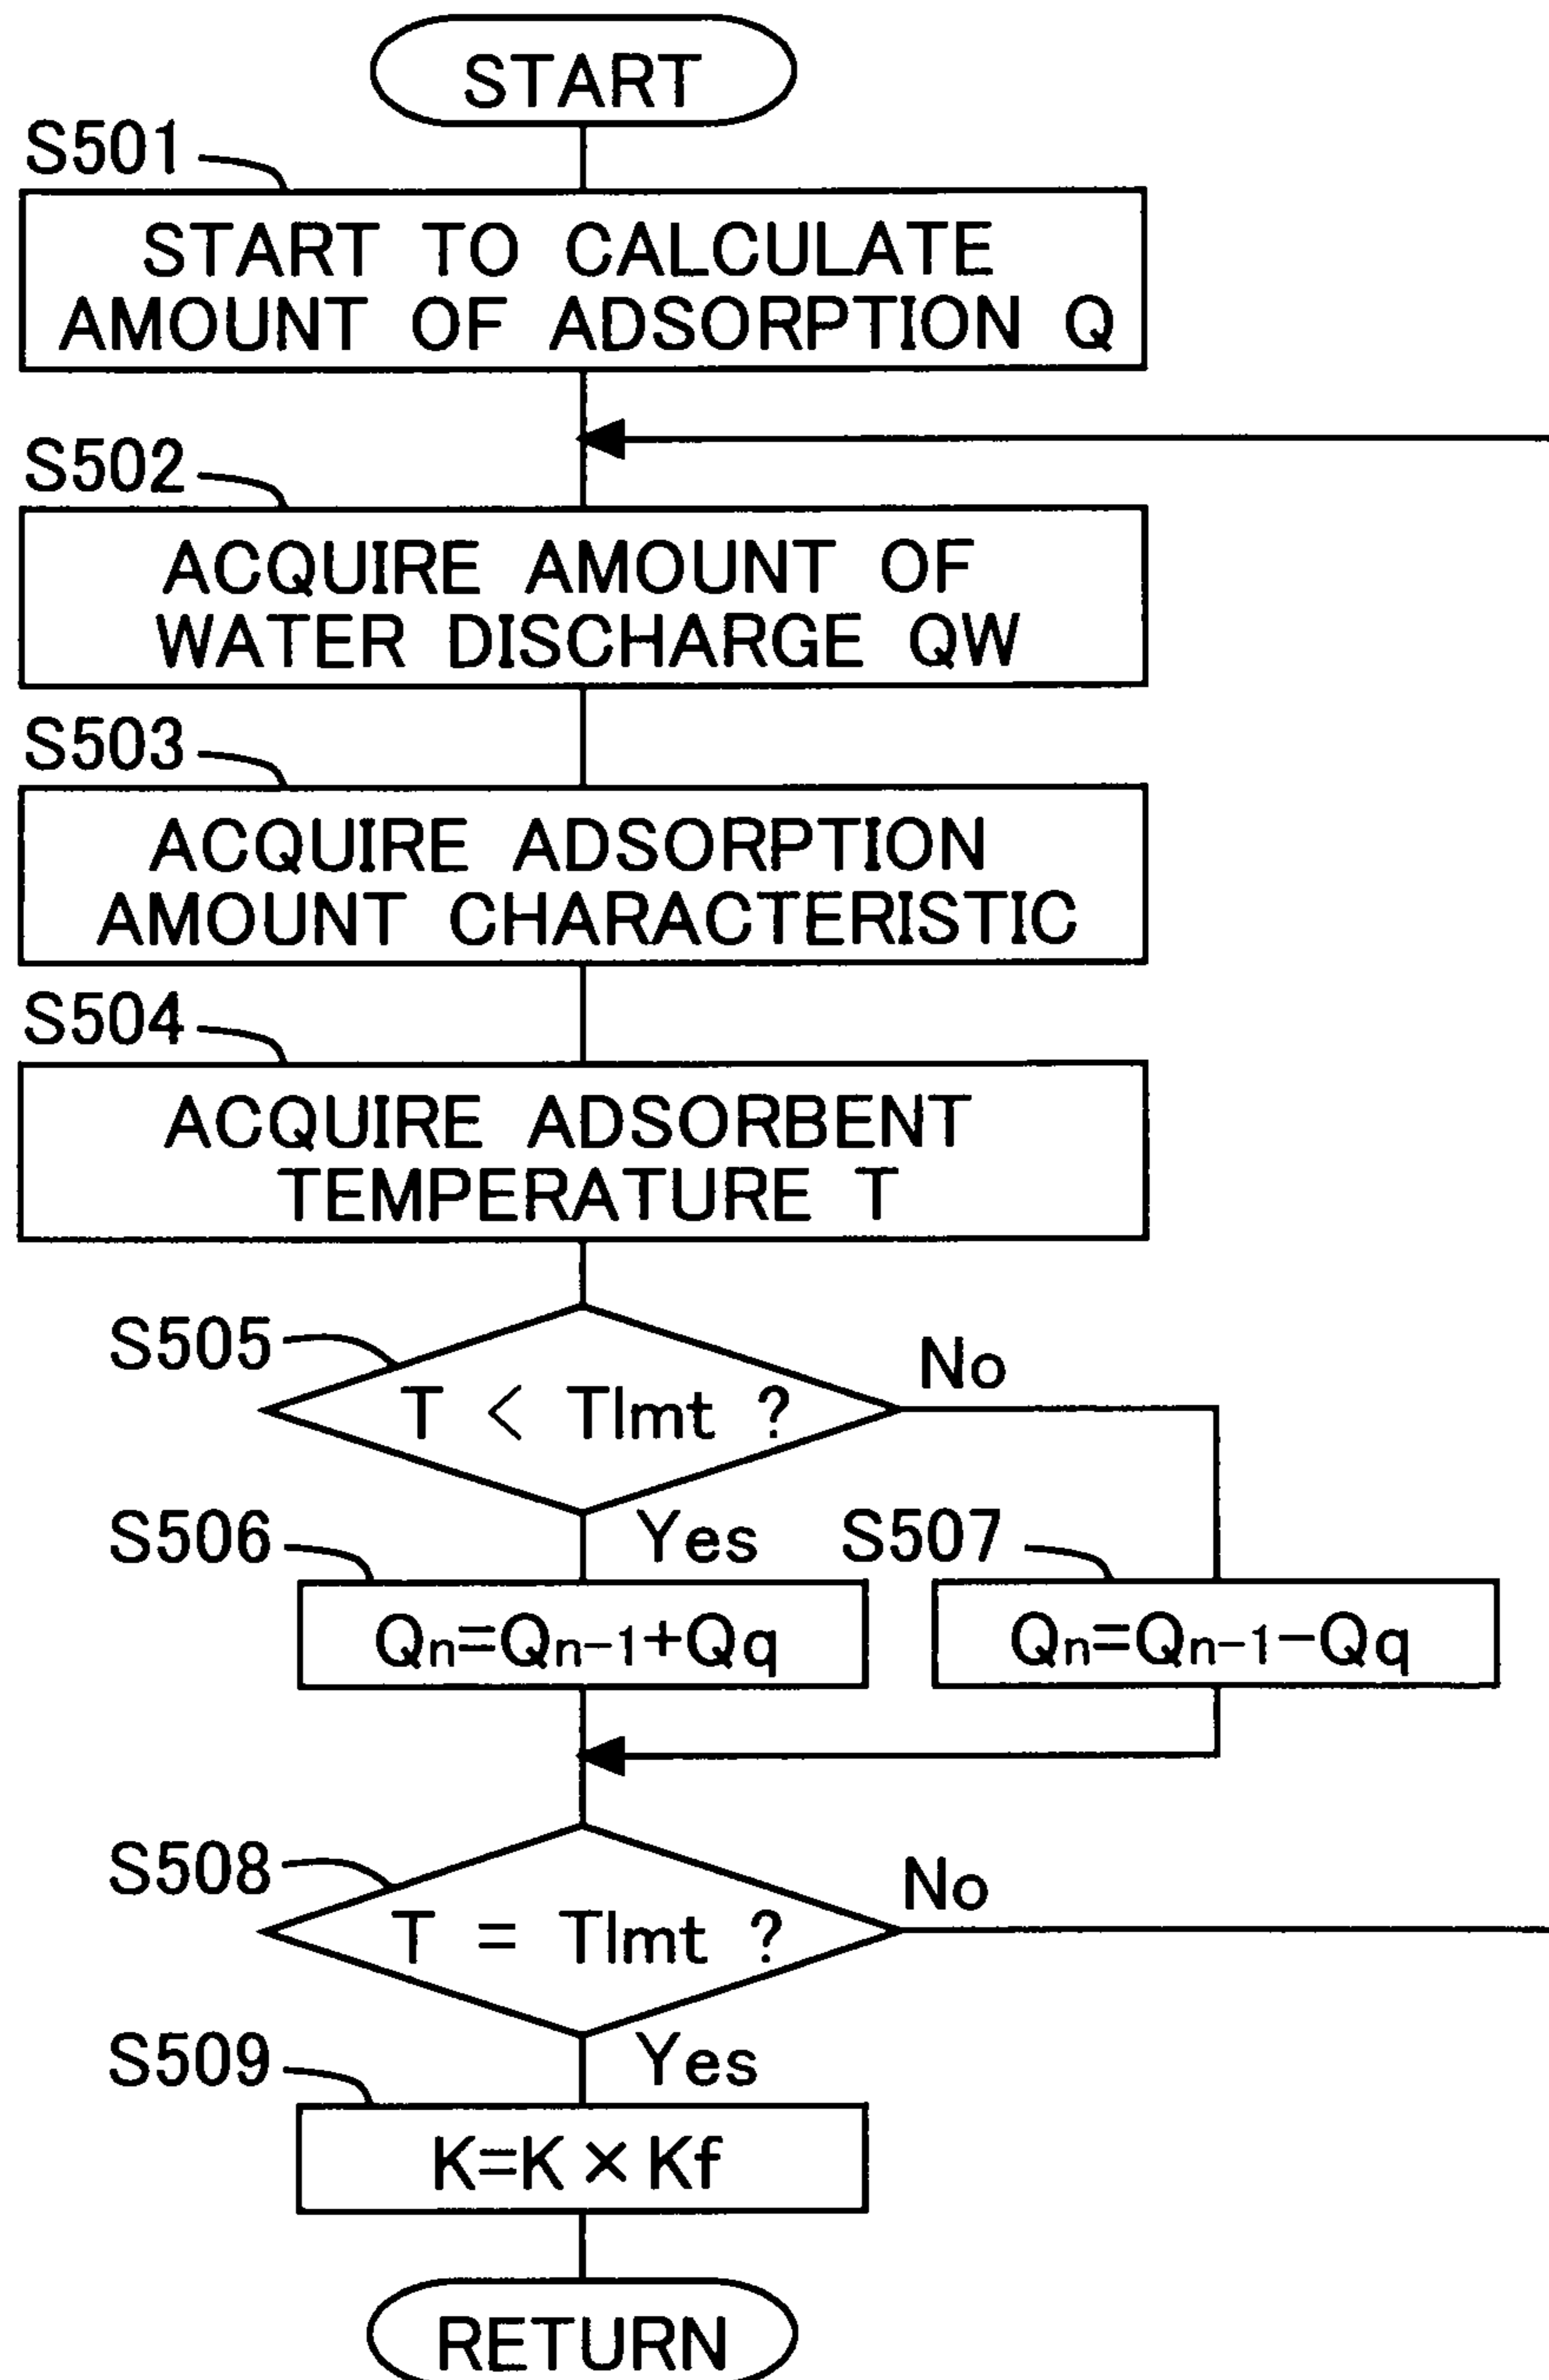 START
S501
START TO CALCULATE
AMOUNT OF ADSORPTION Q
S502
ACQUIRE AMOUNT OF
WATER DISCHARGE QW
S503
ACQUIRE ADSORPTION
AMOUNT CHARACTERISTIC
S504
ACQUIRE ADSORBENT
TEMPERATURE T
S505
T < Tlmt ?
No
Yes
S506
Qn=Qn-1+Qq
S507
Qn=Qn-1-Qq
S508
T = Tlmt ?
No
Yes
S509
K=K×Kf
RETURN